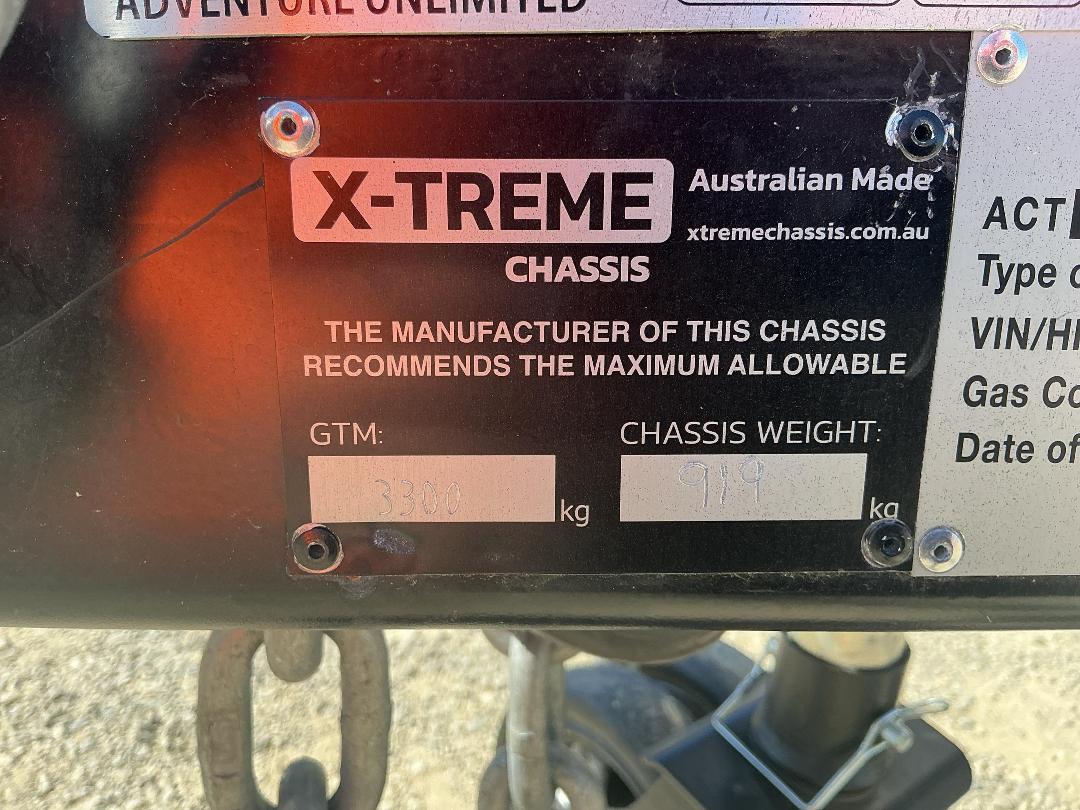 ADVENTURE UNLIMITED
X-TREME
CHASSIS
Australian Made
xtremechassis.com.au
THE MANUFACTURER OF THIS CHASSIS
RECOMMENDS THE MAXIMUM ALLOWABLE
GTM:
3300 kg
CHASSIS WEIGHT:
919 kg
ACT
Type
VIN/
Gas
Date of